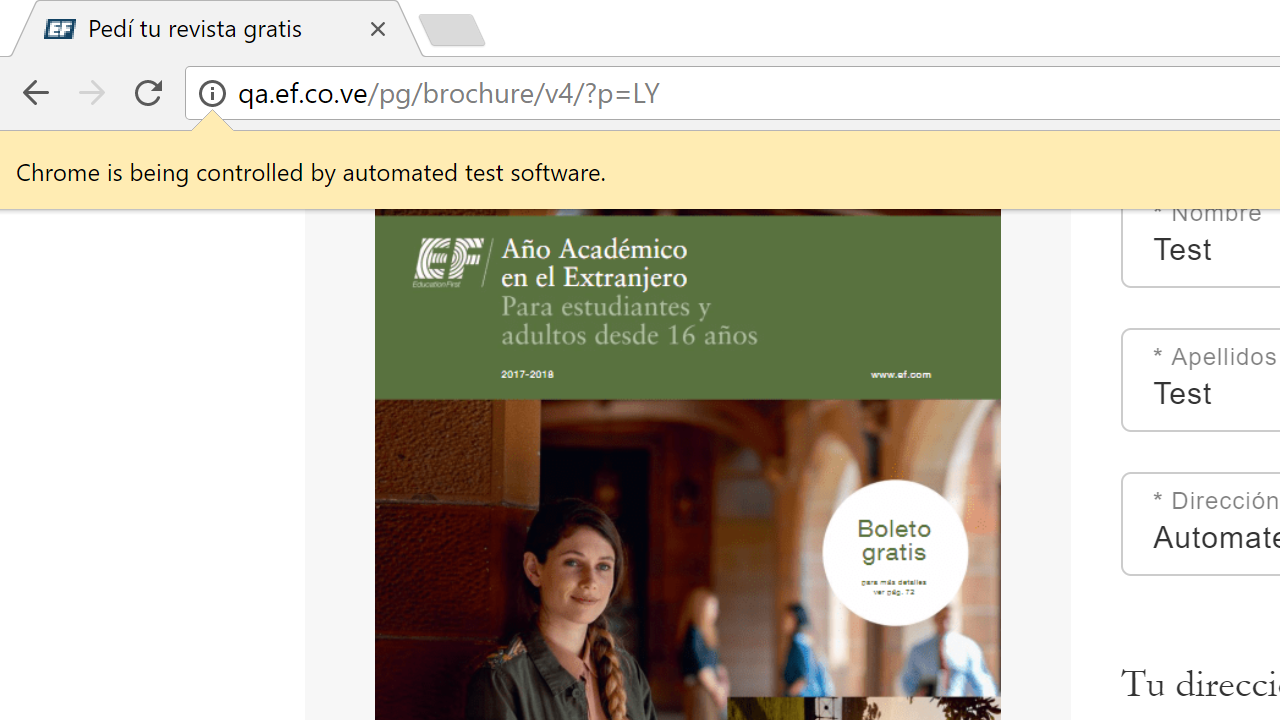 EF Pedí tu revista gratis
qa.ef.co.ve/pg/brochure/v4/?p=LY
Chrome is being controlled by automated test software.
EF
Education First
Año Académico
en el Extranjero
Para estudiantes y
adultos desde 16 años
2017-2018
www.ef.com
Boleto
gratis
para más detalles
ver pág. 72
* Nombre
Test
* Apellidos
Test
* Dirección
Automate
Tu direcci